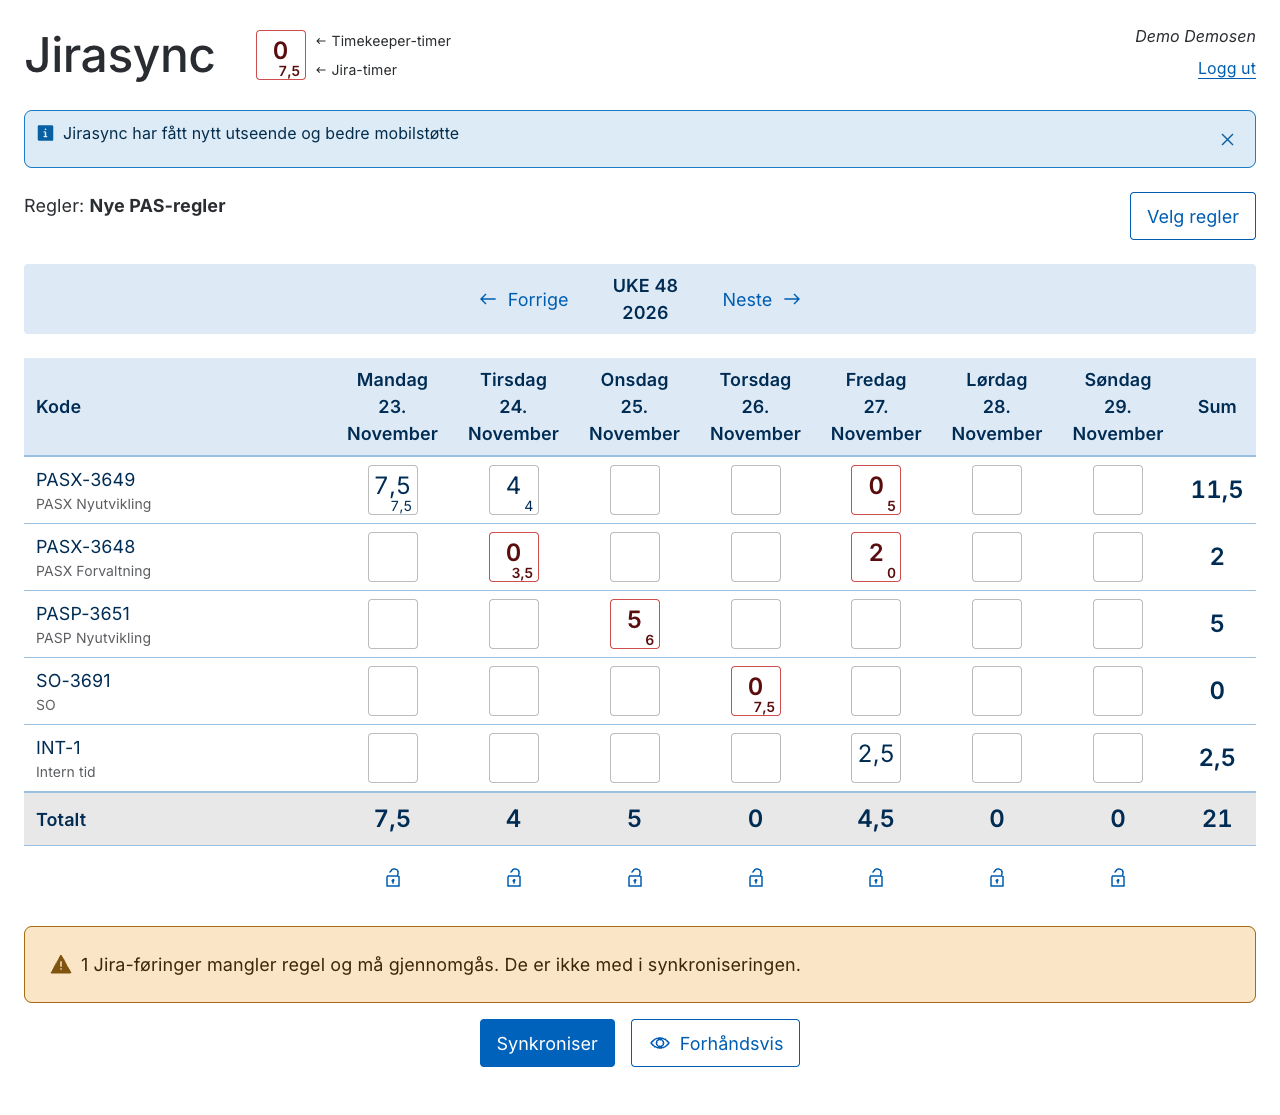 Jirasync
0
7,5
← Timekeeper-timer
← Jira-timer
Demo Demosen
Logg ut
Jirasync har fått nytt utseende og bedre mobilstøtte
Regler: Nye PAS-regler
Velg regler
← Forrige
UKE 48
2026
Neste →
Kode
Mandag
23.
November
Tirsdag
24.
November
Onsdag
25.
November
Torsdag
26.
November
Fredag
27.
November
Lørdag
28.
November
Søndag
29.
November
Sum
PASX-3649
PASX Nyutvikling
7,5
7,5
4
4
0
5
11,5
PASX-3648
PASX Forvaltning
0
3,5
2
0
2
PASP-3651
PASP Nyutvikling
5
6
5
SO-3691
SO
0
7,5
0
INT-1
Intern tid
2,5
2,5
Totalt 7,5 4 5 0 4,5 0 0 21
1 Jira-føringer mangler regel og må gjennomgås. De er ikke med i synkroniseringen.
Synkroniser
Forhåndsvis